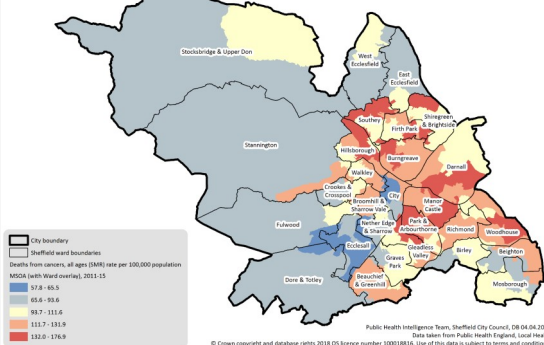 Stocksbridge & Upper Don
West
Ecclesfield
East
Ecclesfield
Southey
Shiregreen
& Brightside
Firth Park
Stannington
Hillsborough
Burngreave
Darnall
Walkley
Crookes &
Crosspool
City
Broomhill &
Sharrow Vale
Manor
Castle
Fulwood
Nether Edge
& Sharrow
Park &
Arbourthorne
Richmond
Woodhouse
Ecclesall
Gleadless
Valley
Birley
Beighton
Graves
Park
Dore & Totley
Beauchief
& Greenhill
Mosborough
City boundary
Sheffield ward boundaries
Deaths from cancers, all ages (SMR) rate per 100,000 population
MSOA (with Ward overlay), 2011-15
57.8 - 65.5
65.6 - 93.6
93.7 - 111.6
111.7 - 131.9
132.0 - 176.9
Public Health Intelligence Team, Sheffield City Council, DB 04.04.20
Data taken from Public Health England, Local Heal
© Crown copyright and database rights 2018 OS licence number 100018816. Use of this data is subject to terms and condition